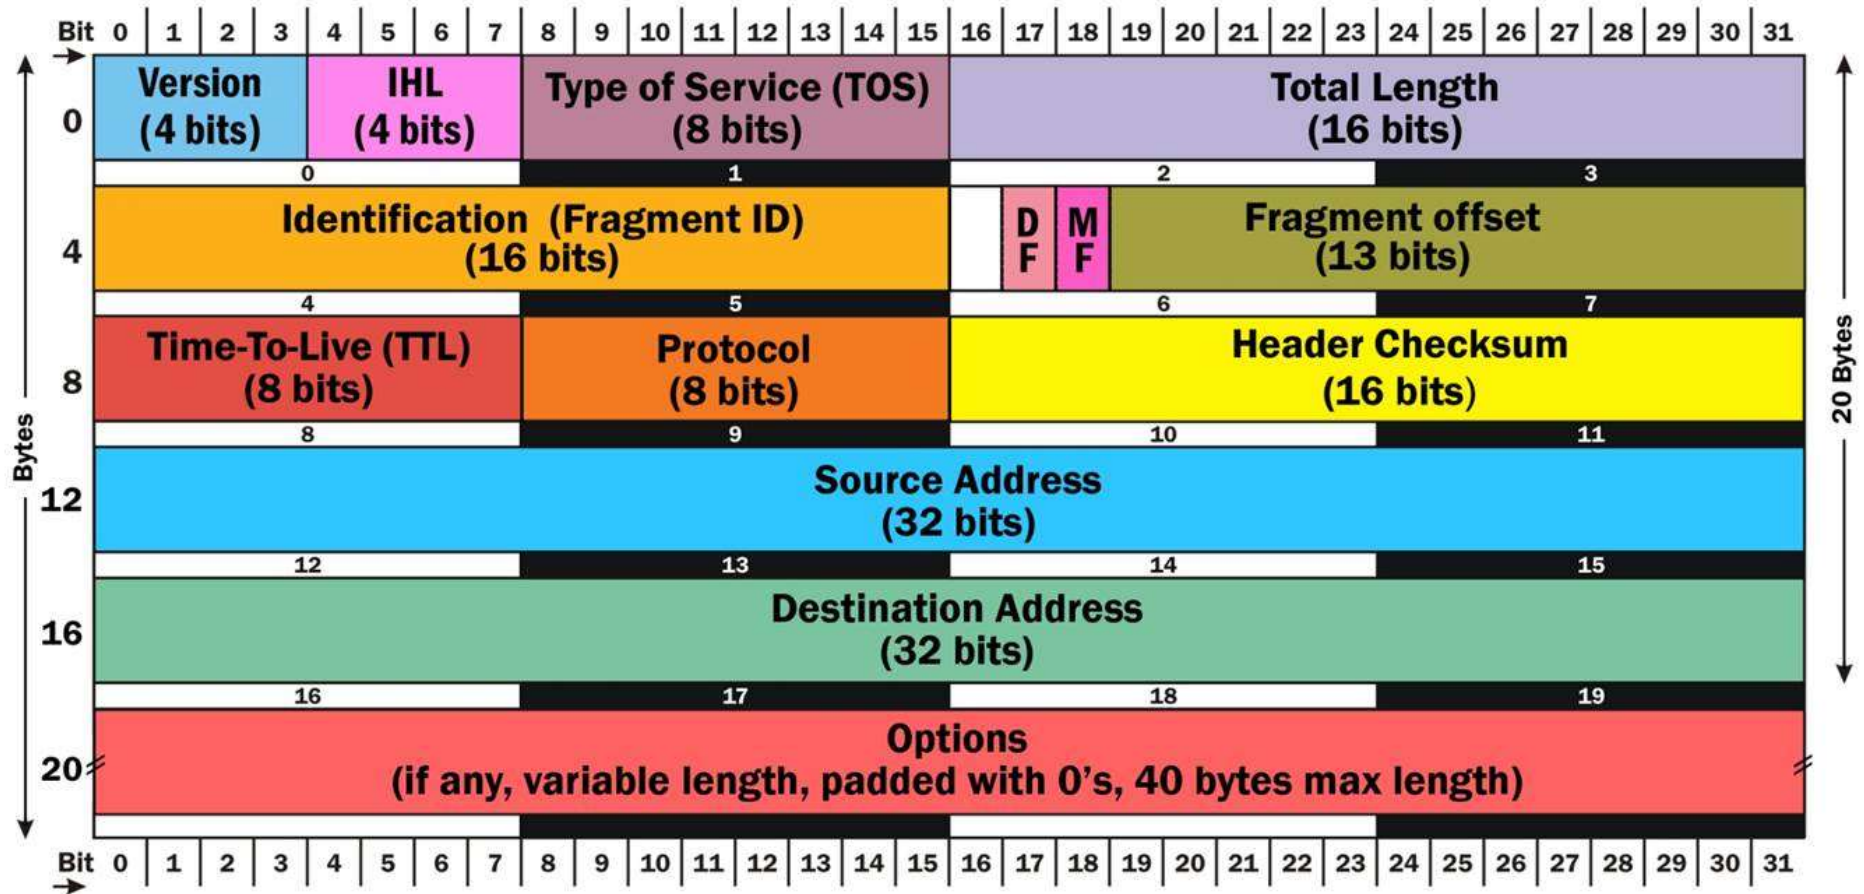 Bit 0 1 2 3 4 5 6 7 8 9 10 11 12 13 14 15 16 17 18 19 20 21 22 23 24 25 26 27 28 29 30 31
Version IHL Type of Service (TOS) Total Length
0 (4 bits) (4 bits) (8 bits) (16 bits)
0 1 2 3
Identification (Fragment ID) D M Fragment offset
4 (16 bits) F F (13 bits)
4 5 6 7
Time-To-Live (TTL) Protocol Header Checksum
8 (8 bits) (8 bits) (16 bits)
8 9 10 11
Bytes
20 Bytes
Source Address
12 (32 bits)
12 13 14 15
Destination Address
16 (32 bits)
16 17 18 19
Options
20 (if any, variable length, padded with 0's, 40 bytes max length)
Bit 0 1 2 3 4 5 6 7 8 9 10 11 12 13 14 15 16 17 18 19 20 21 22 23 24 25 26 27 28 29 30 31